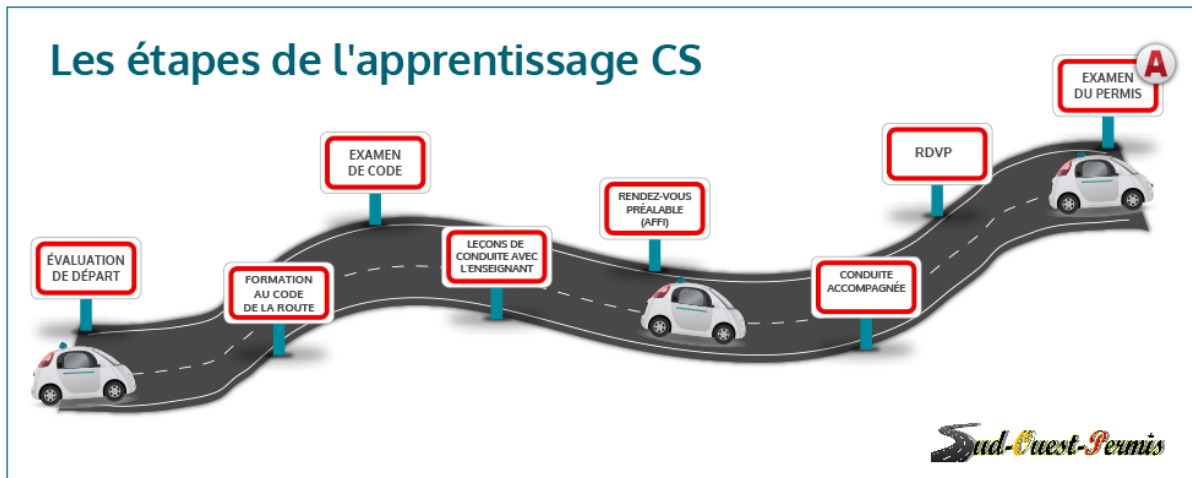 Les étapes de l'apprentissage CS
ÉVALUATION
DE DÉPART
FORMATION
AU CODE
DE LA ROUTE
EXAMEN
DE CODE
LEÇONS DE
CONDUITE AVEC
L'ENSEIGNANT
RENDEZ-VOUS
PRÉALABLE
(AFFI)
CONDUITE
ACCOMPAGNÉE
RDVP
EXAMEN
DU PERMIS
A
Sud-Ouest-Permis